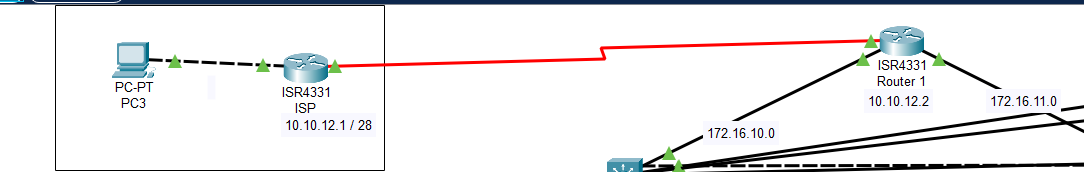 PC-PT
PC3
ISR4331
ISP
10.10.12.1 / 28
ISR4331
Router 1
10.10.12.2
172.16.11.0
172.16.10.0